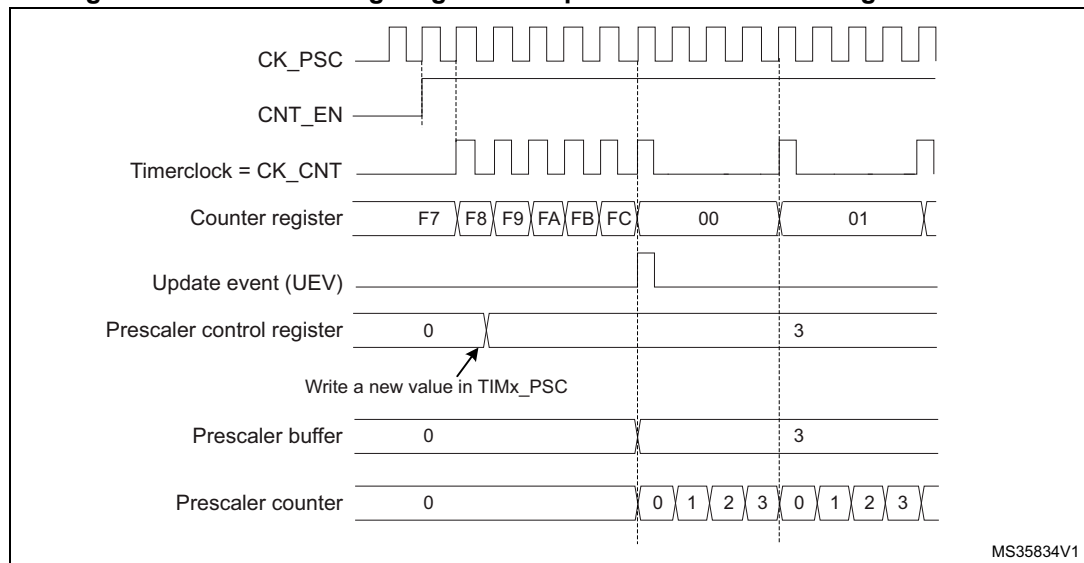 CK_PSC
CNT_EN
Timerclock = CK_CNT
Counter register F7 F8 F9 FA FB FC 00 01
Update event (UEV)
Prescaler control register 0 3
Write a new value in TIMx_PSC
Prescaler buffer 0 3
Prescaler counter 0 0 1 2 3 0 1 2 3
MS35834V1